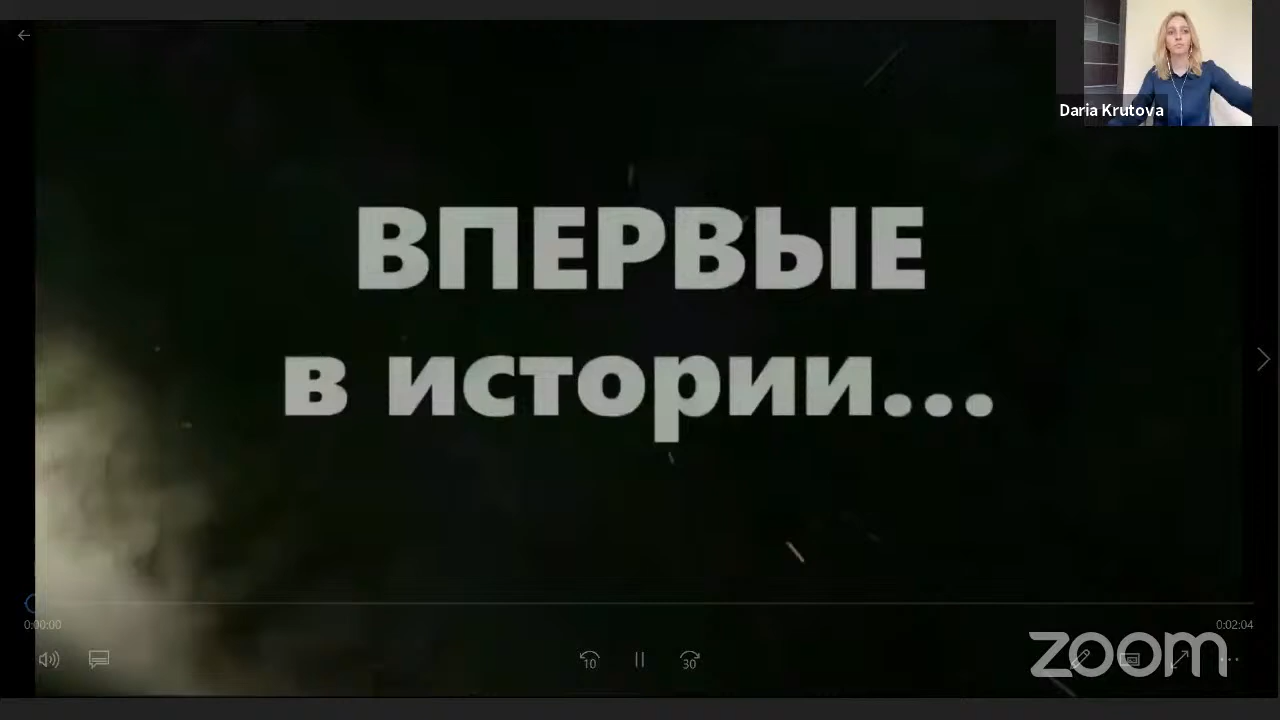 Daria Krutova
ВПЕРВЫЕ
в истории...
0:00:00
0:02:04
10
30
zoom